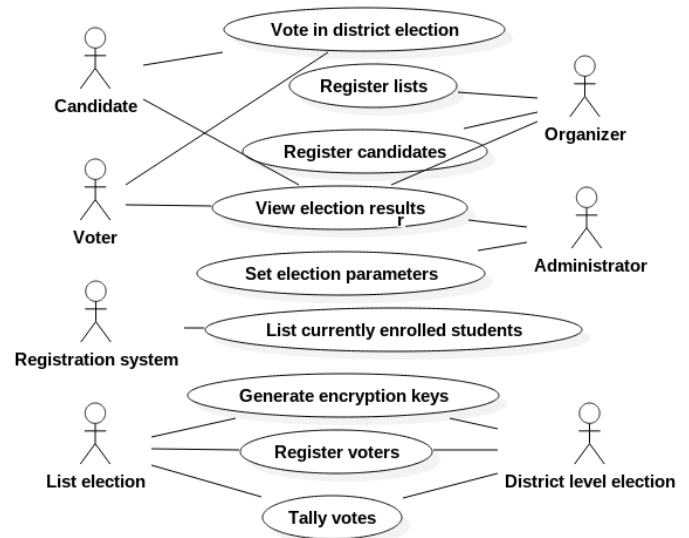 Vote in district election
Candidate
Register lists
Organizer
Register candidates
Voter
View election results
r
Administrator
Set election parameters
Registration system
List currently enrolled students
Generate encryption keys
List election
Register voters
District level election
Tally votes